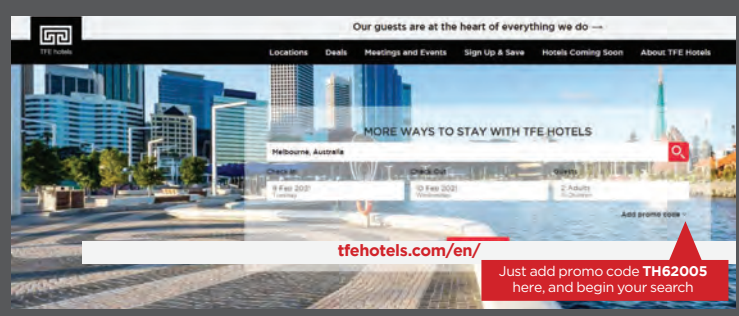 Our guests are at the heart of everything we do →
TFE hotels
Locations Deals Meetings and Events Sign Up & Save Hotels Coming Soon About TFE Hotels
MORE WAYS TO STAY WITH TFE HOTELS
Melbourne, Australia
Check In Check Out Guests
9 Feb 2021 10 Feb 2021 2 Adults
Tuesday Wednesday
Add promo code
tfehotels.com/en/
Just add promo code TH62005
here, and begin your search